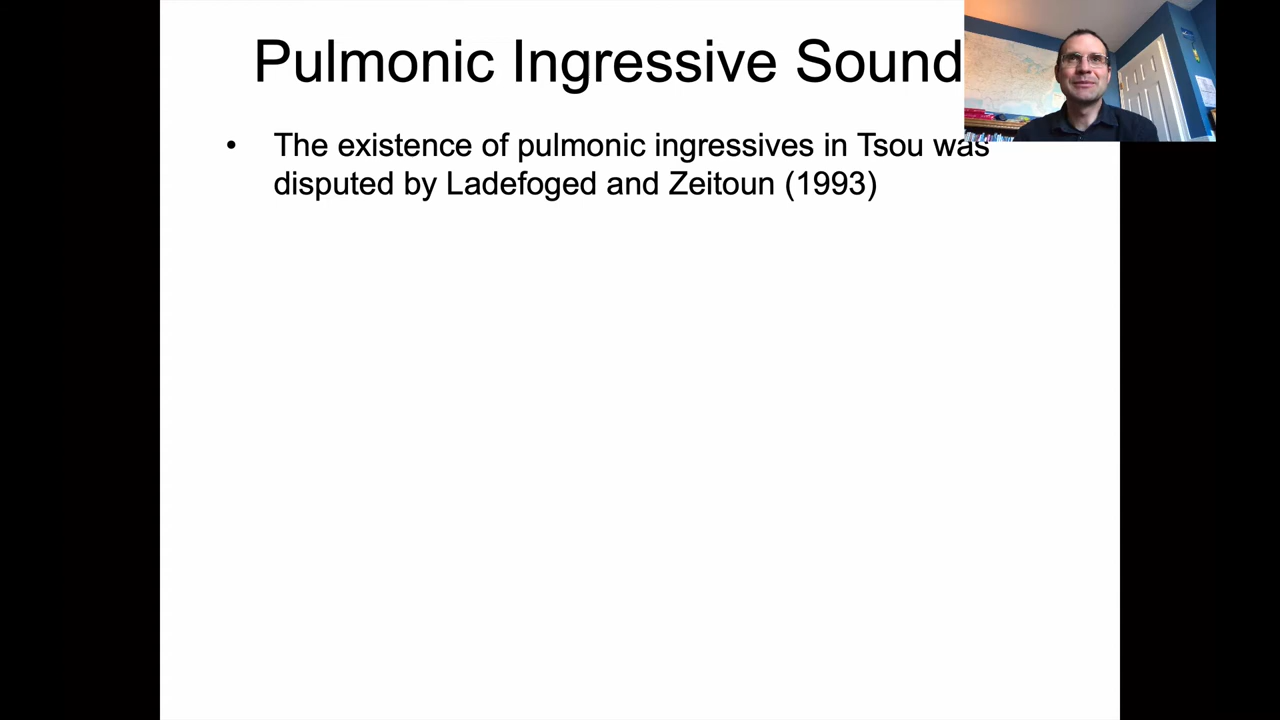 Pulmonic Ingressive Sound
• The existence of pulmonic ingressives in Tsou was
disputed by Ladefoged and Zeitoun (1993)